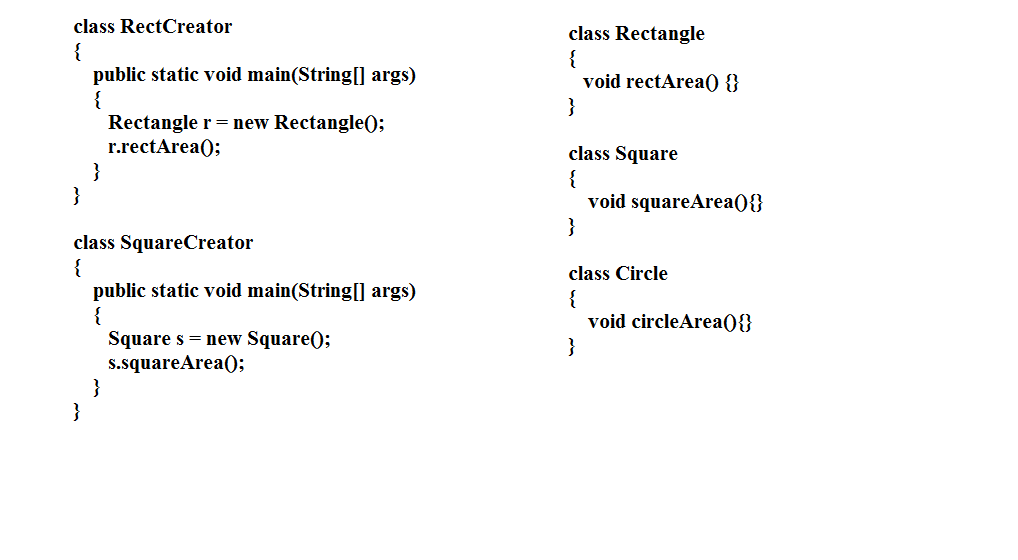 class RectCreator
{
public static void main(String[] args)
{
Rectangle r = new Rectangle();
r.rectArea();
}
}
class SquareCreator
{
public static void main(String[] args)
{
Square s = new Square();
s.squareArea();
}
}
class Rectangle
{
void rectArea() {}
}
class Square
{
void squareArea(){}
}
class Circle
{
void circleArea(){}
}